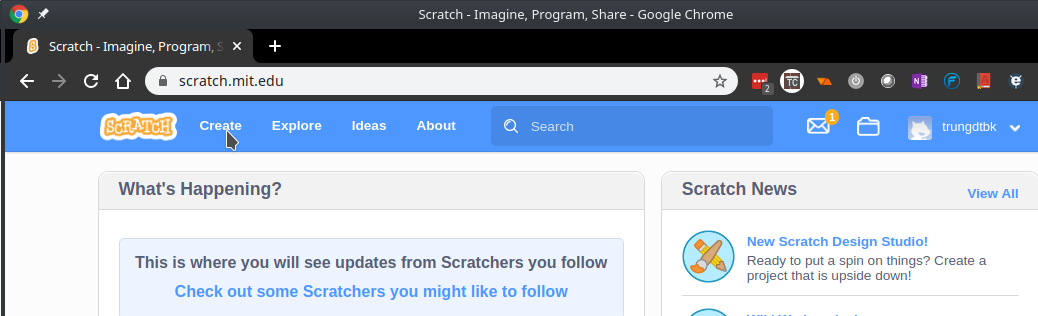 Scratch - Imagine, Program, Share - Google Chrome
Scratch - Imagine, Program, S
scratch.mit.edu
2
TC
N
SCRATCH
Create
Explore
Ideas
About
Search
1
trungdtbk
What's Happening?
This is where you will see updates from Scratchers you follow
Check out some Scratchers you might like to follow
Scratch News
View All
New Scratch Design Studio!
Ready to put a spin on things? Create a
project that is upside down!